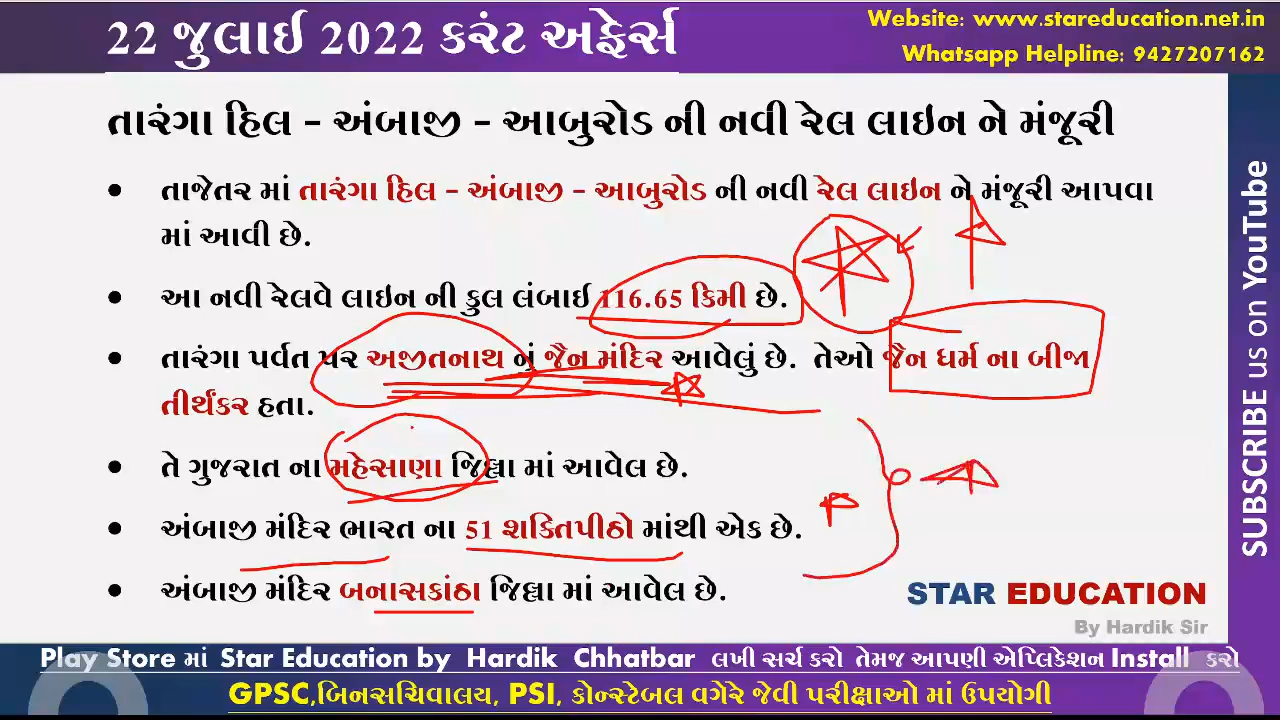 22 જુલાઈ 2022 કરંટ અફેર્સ
Website: www.stareducation.net.in
Whatsapp Helpline: 9427207162
તારંગા હિલ – અંબાજી – આબુરોડ ની નવી રેલ લાઇન ને મંજૂરી
• તાજેતર માં તારંગા હિલ – અંબાજી – આબુરોડ ની નવી રેલ લાઇન ને મંજૂરી આપવા
માં આવી છે.
• આ નવી રેલવે લાઇન ની કુલ લંબાઈ 116.65 કિમી છે.
• તારંગા પર્વત પર અજીતનાથ નું જૈન મંદિર આવેલું છે. તેઓ જૈન ધર્મ ના બીજા
તીર્થંકર હતા.
• તે ગુજરાત ના મહેસાણા જિલ્લા માં આવેલ છે.
• અંબાજી મંદિર ભારત ના 51 શક્તિપીઠો માંથી એક છે.
• અંબાજી મંદિર બનાસકાંઠા જિલ્લા માં આવેલ છે.
STAR EDUCATION
By Hardik Sir
SUBSCRIBE us on YouTube
Play Store માં Star Education by Hardik Chhatbar લખી સર્ચ કરો તેમજ આપણી એપ્લિકેશન Install કરો
GPSC,બિનસચિવાલય, PSI, કોન્સ્ટેબલ વગેરે જેવી પરીક્ષાઓ માં ઉપયોગી